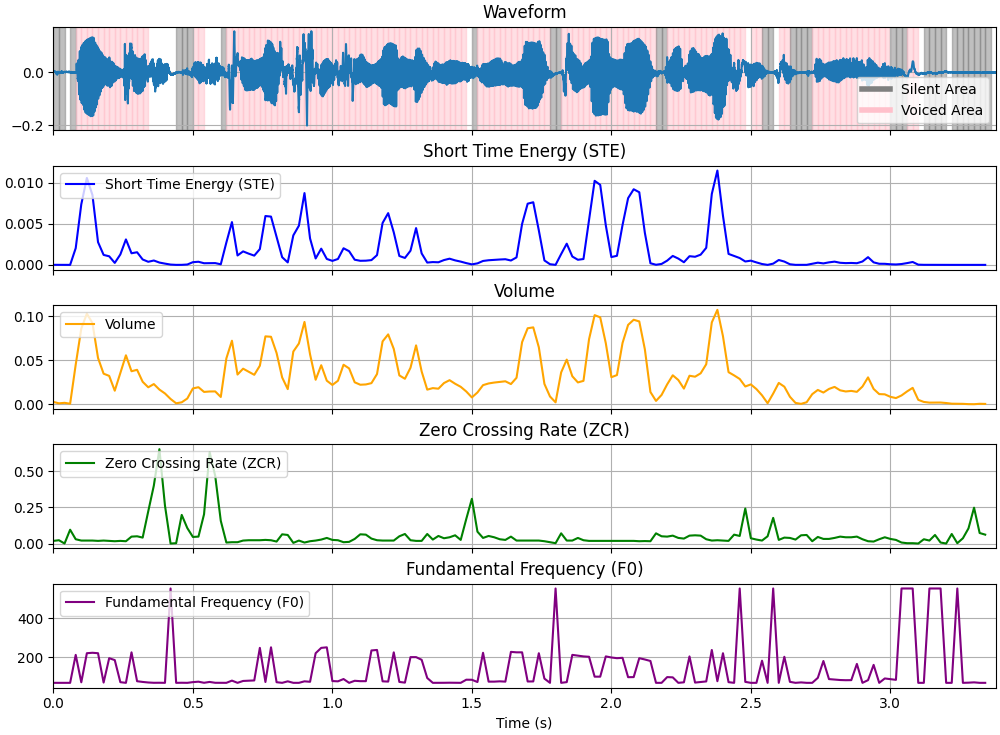 Waveform
0.0
−0.2
Silent Area
Voiced Area
Short Time Energy (STE)
0.010
0.005
0.000
Short Time Energy (STE)
Volume
0.10
0.05
0.00
Volume
Zero Crossing Rate (ZCR)
0.50
0.25
0.00
Zero Crossing Rate (ZCR)
Fundamental Frequency (F0)
400
200
Fundamental Frequency (F0)
0.0 0.5 1.0 1.5 2.0 2.5 3.0
Time (s)